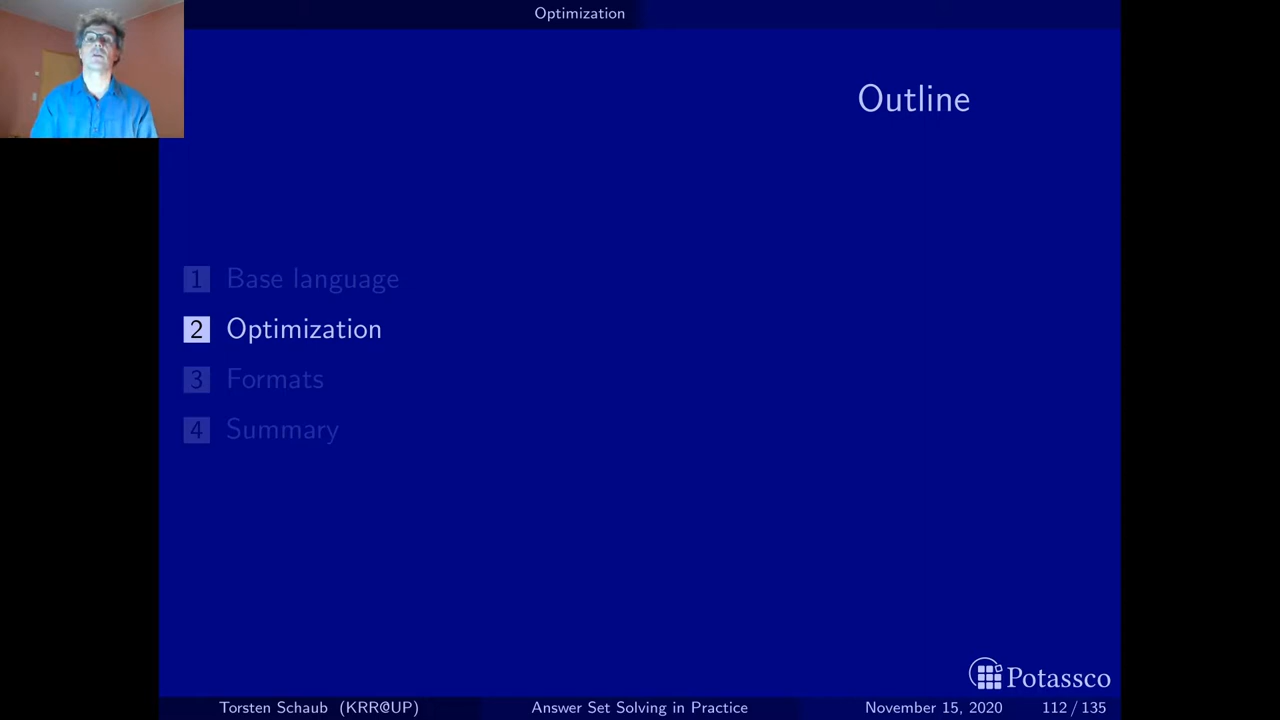 Optimization
Outline
1 Base language
2 Optimization
3 Formats
4 Summary
Potassco
Torsten Schaub (KRR@UP) Answer Set Solving in Practice November 15, 2020 112 / 135